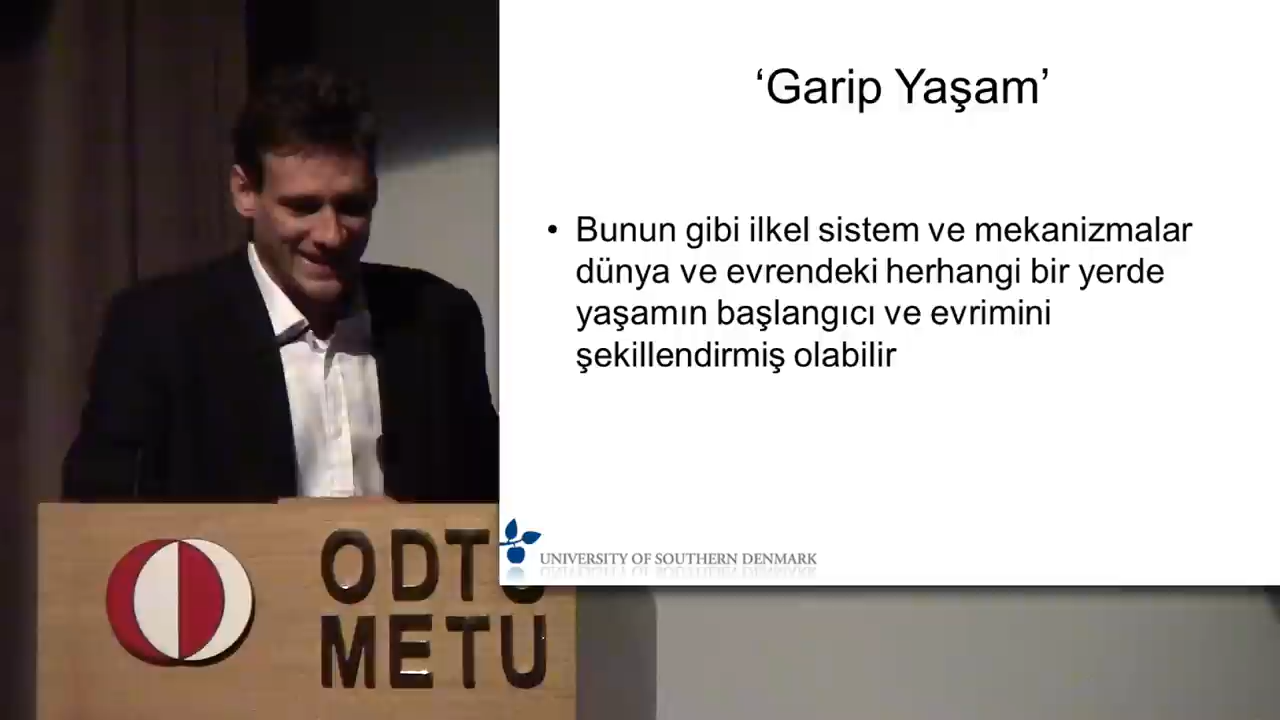 ‘Garip Yaşam’
• Bunun gibi ilkel sistem ve mekanizmalar
dünya ve evrendeki herhangi bir yerde
yaşamın başlangıcı ve evrimini
şekillendirmiş olabilir
UNIVERSITY OF SOUTHERN DENMARK
ODTÜ
METU